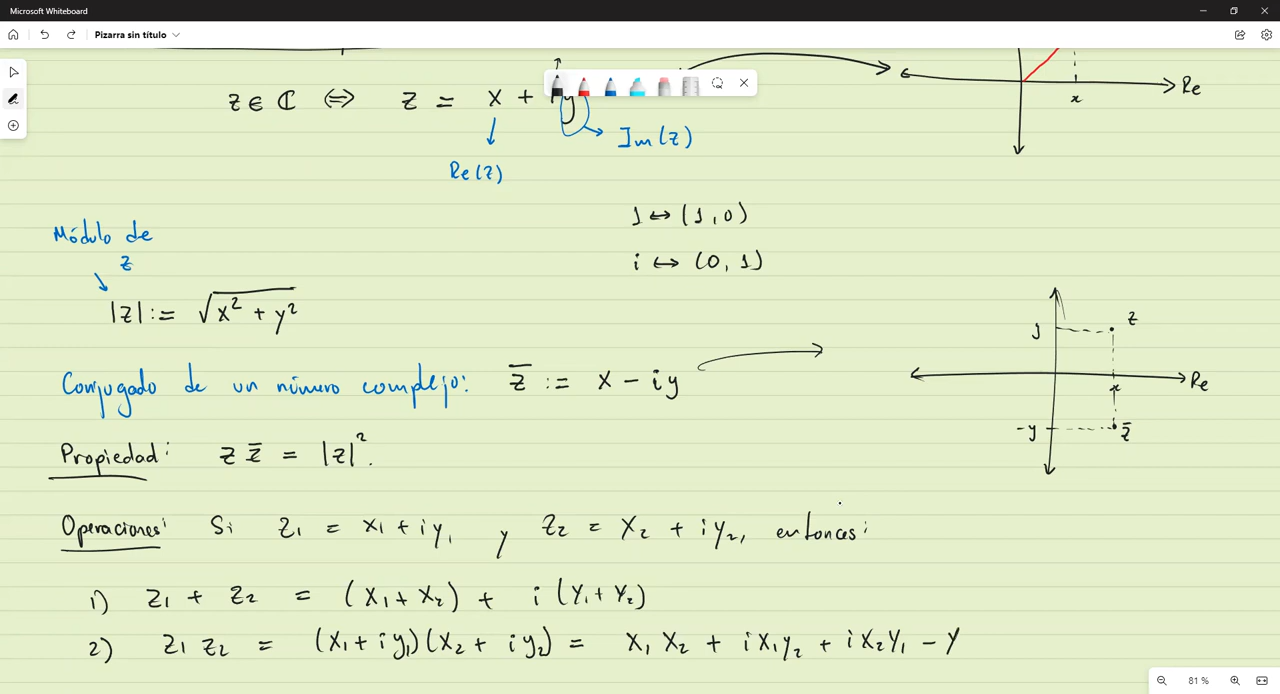 Microsoft Whiteboard
Pizarra sin título
z ∈ ℂ ⟺ z = x + iy
Im(z)
Re(z)
Re
x
1 ↔ (1,0)
i ↔ (0,1)
Módulo de
z
|z| := √x² + y²
Conjugado de un número complejo: z̄ := x - iy
y
z
x
Re
-y
z̄
Propiedad: z z̄ = |z|².
Operaciones: Si z₁ = x₁ + iy₁ y z₂ = x₂ + iy₂, entonces:
1) z₁ + z₂ = (x₁ + x₂) + i(y₁ + y₂)
2) z₁ z₂ = (x₁ + iy₁)(x₂ + iy₂) = x₁x₂ + ix₁y₂ + ix₂y₁ - y
81 %